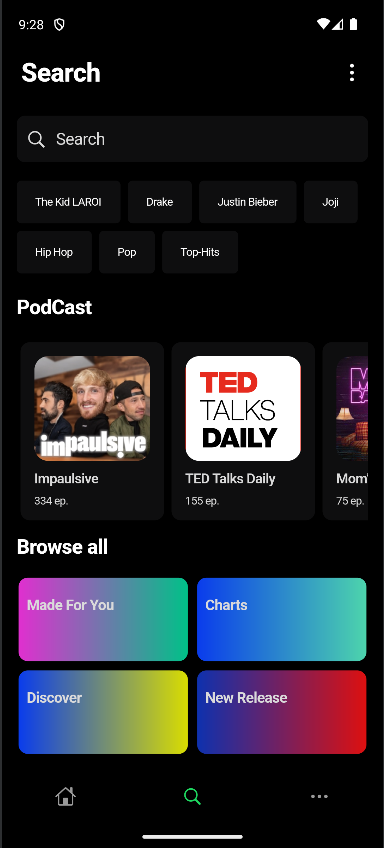 9:28
Search
Search
The Kid LAROI Drake Justin Bieber Joji
Hip Hop Pop Top-Hits
PodCast
impaulsive
TED
TALKS
DAILY
Impaulsive TED Talks Daily Mom'
334 ep. 155 ep. 75 ep.
Browse all
Made For You Charts
Discover New Release